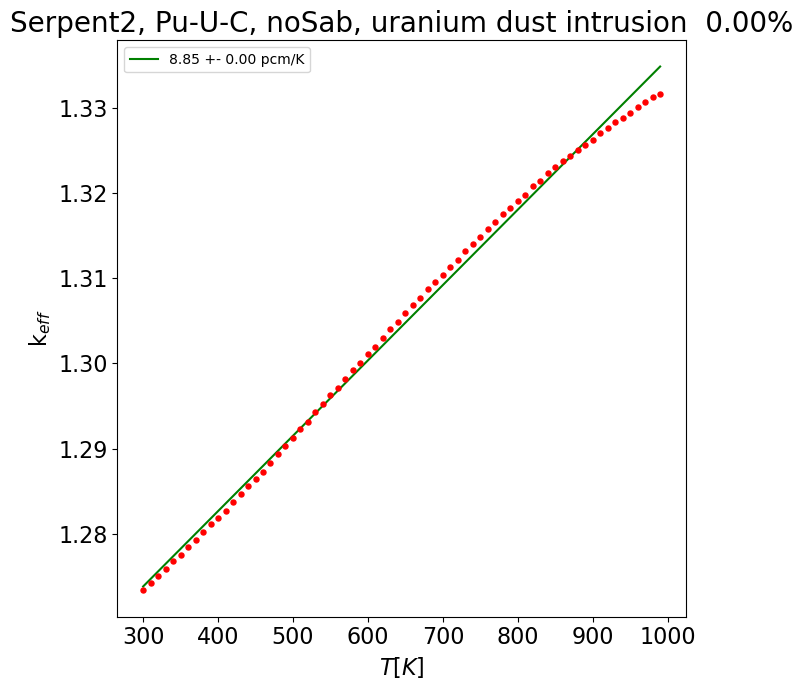 Serpent2, Pu-U-C, noSab, uranium dust intrusion  0.00%
8.85 +- 0.00 pcm/K
1.33
1.32
1.31
1.30
1.29
1.28
k_eff
300 400 500 600 700 800 900 1000
T[K]